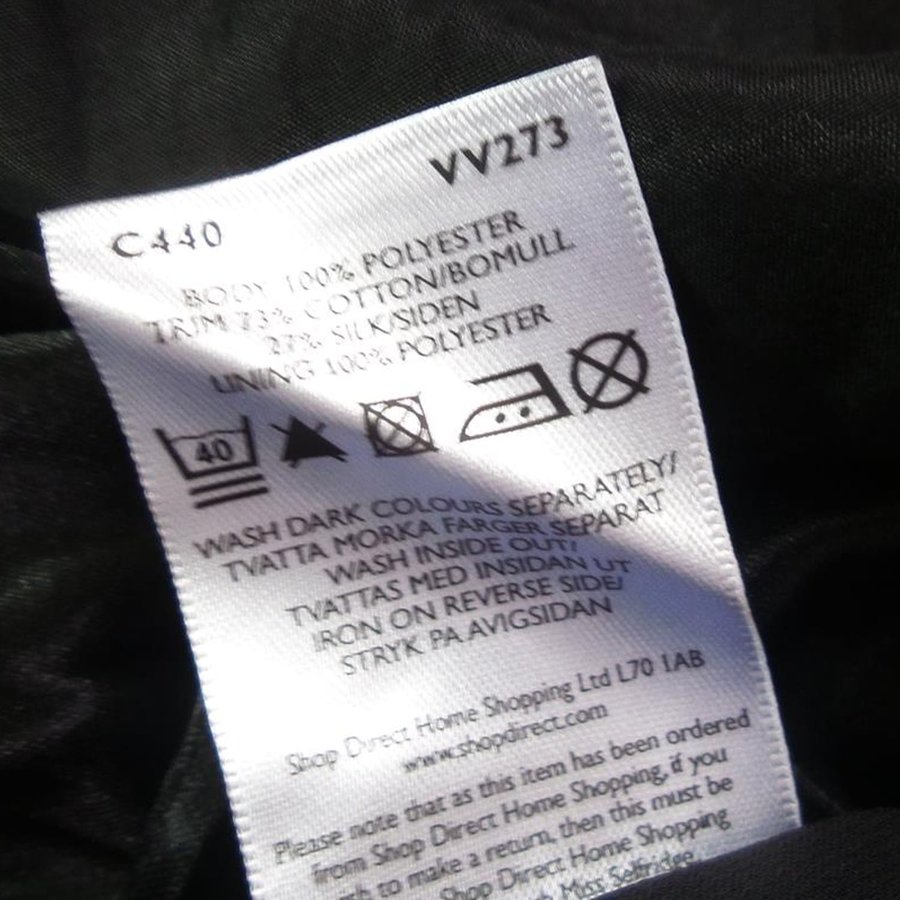 VV273
C440
BODY 100% POLYESTER
TRIM 73% COTTON/BOMULL
27% SILK/SIDEN
LINING 100% POLYESTER
40
WASH DARK COLOURS SEPARATELY/
TVATTA MORKA FARGER SEPARAT
WASH INSIDE OUT/
TVATTAS MED INSIDAN UT
IRON ON REVERSE SIDE/
STRYK PA AVIGSIDAN
Shop Direct Home Shopping Ltd L70 1AB
www.shopdirect.com
Please note that as this item has been ordered
from Shop Direct Home Shopping, if you
to make a return, then this must be
Shop Direct Home Shopping
Miss Selfridge